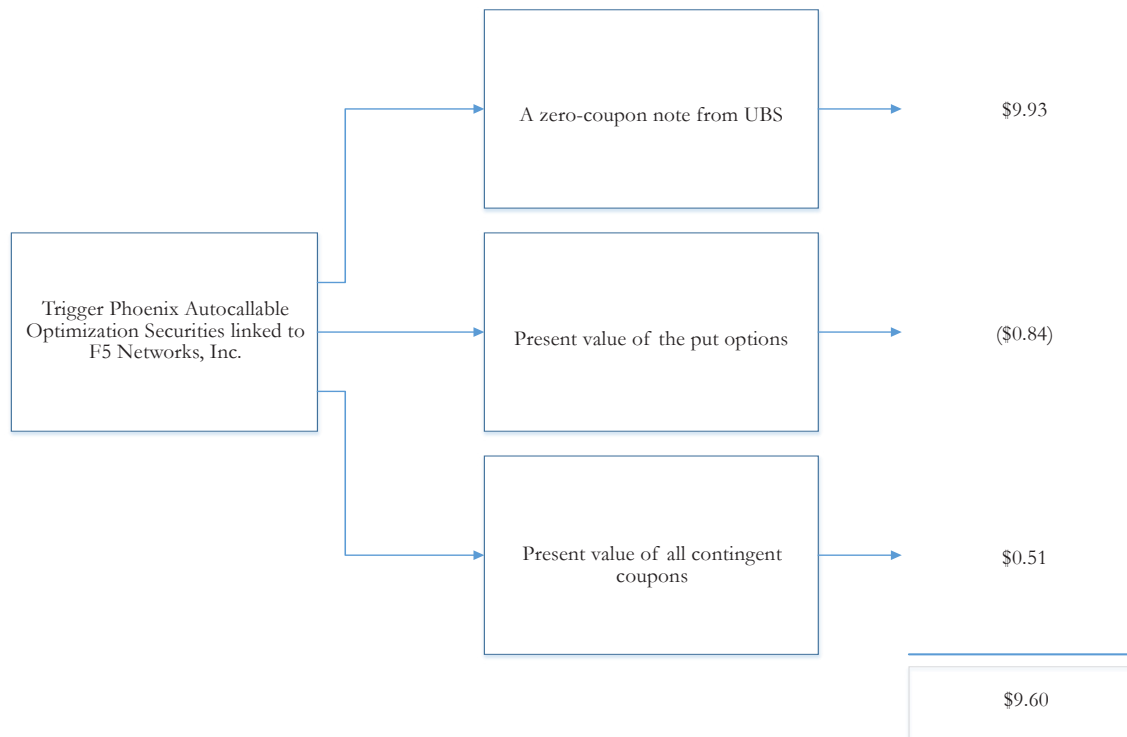 A zero-coupon note from UBS
$9.93
Trigger Phoenix Autocallable
Optimization Securities linked to
F5 Networks, Inc.
Present value of the put options
($0.84)
Present value of all contingent
coupons
$0.51
$9.60